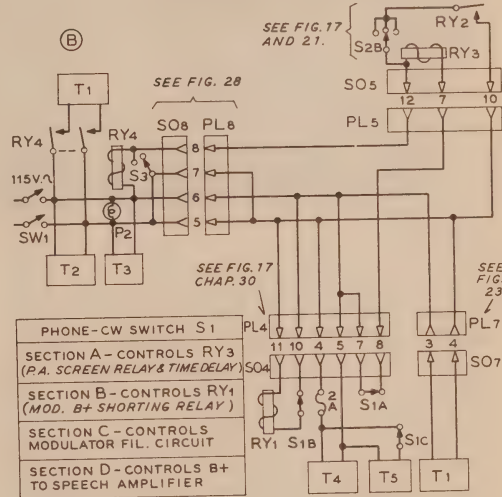 B
SEE FIG. 17
AND 21.
S2B
RY2
RY3
SO5
12 7 10
PL5
T1
SEE FIG. 28
SO8 PL8
RY4
RY4
S3
8
7
6
5
115V.∿
P
P2
SW1
T2
T3
SEE FIG. 17
CHAP. 30
SEE
FIG
23
PL4
11 10 4 5 7 8
SO4
PL7
3 4
SO7
RY1
S1B
2
A
S1A
S1C
T4
T5
T1
PHONE-CW SWITCH S1
SECTION A-CONTROLS RY3
(P.A. SCREEN RELAY & TIME DELAY)
SECTION B-CONTROLS RY1
(MOD. B+ SHORTING RELAY)
SECTION C-CONTROLS
MODULATOR FIL. CIRCUIT
SECTION D-CONTROLS B+
TO SPEECH AMPLIFIER